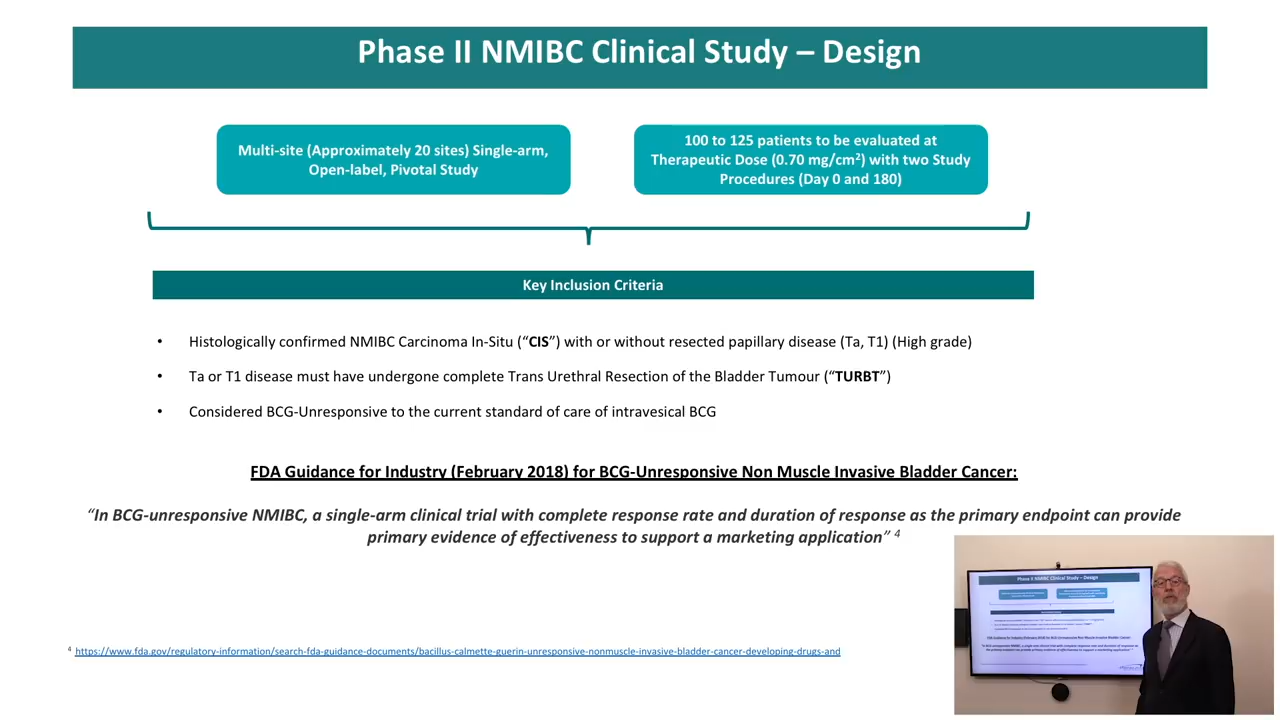 Phase II NMIBC Clinical Study – Design
Multi-site (Approximately 20 sites) Single-arm,
Open-label, Pivotal Study
100 to 125 patients to be evaluated at
Therapeutic Dose (0.70 mg/cm²) with two Study
Procedures (Day 0 and 180)
Key Inclusion Criteria
• Histologically confirmed NMIBC Carcinoma In-Situ (“CIS”) with or without resected papillary disease (Ta, T1) (High grade)
• Ta or T1 disease must have undergone complete Trans Urethral Resection of the Bladder Tumour (“TURBT”)
• Considered BCG-Unresponsive to the current standard of care of intravesical BCG
FDA Guidance for Industry (February 2018) for BCG-Unresponsive Non Muscle Invasive Bladder Cancer:
“In BCG-unresponsive NMIBC, a single-arm clinical trial with complete response rate and duration of response as the primary endpoint can provide
primary evidence of effectiveness to support a marketing application” ⁴
⁴ https://www.fda.gov/regulatory-information/search-fda-guidance-documents/bacillus-calmette-guerin-unresponsive-nonmuscle-invasive-bladder-cancer-developing-drugs-and
Phase II NMIBC Clinical Study – Design